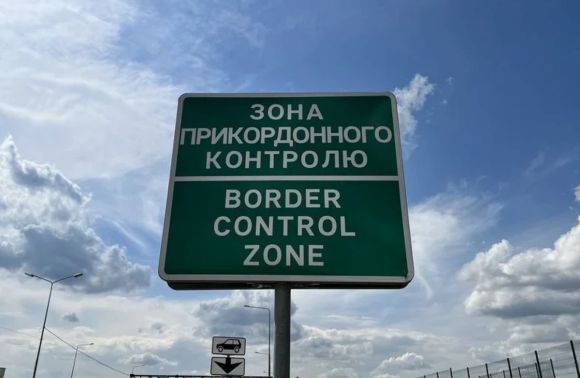 ЗОНА
ПРИКОРДОННОГО
КОНТРОЛЮ
BORDER
CONTROL
ZONE